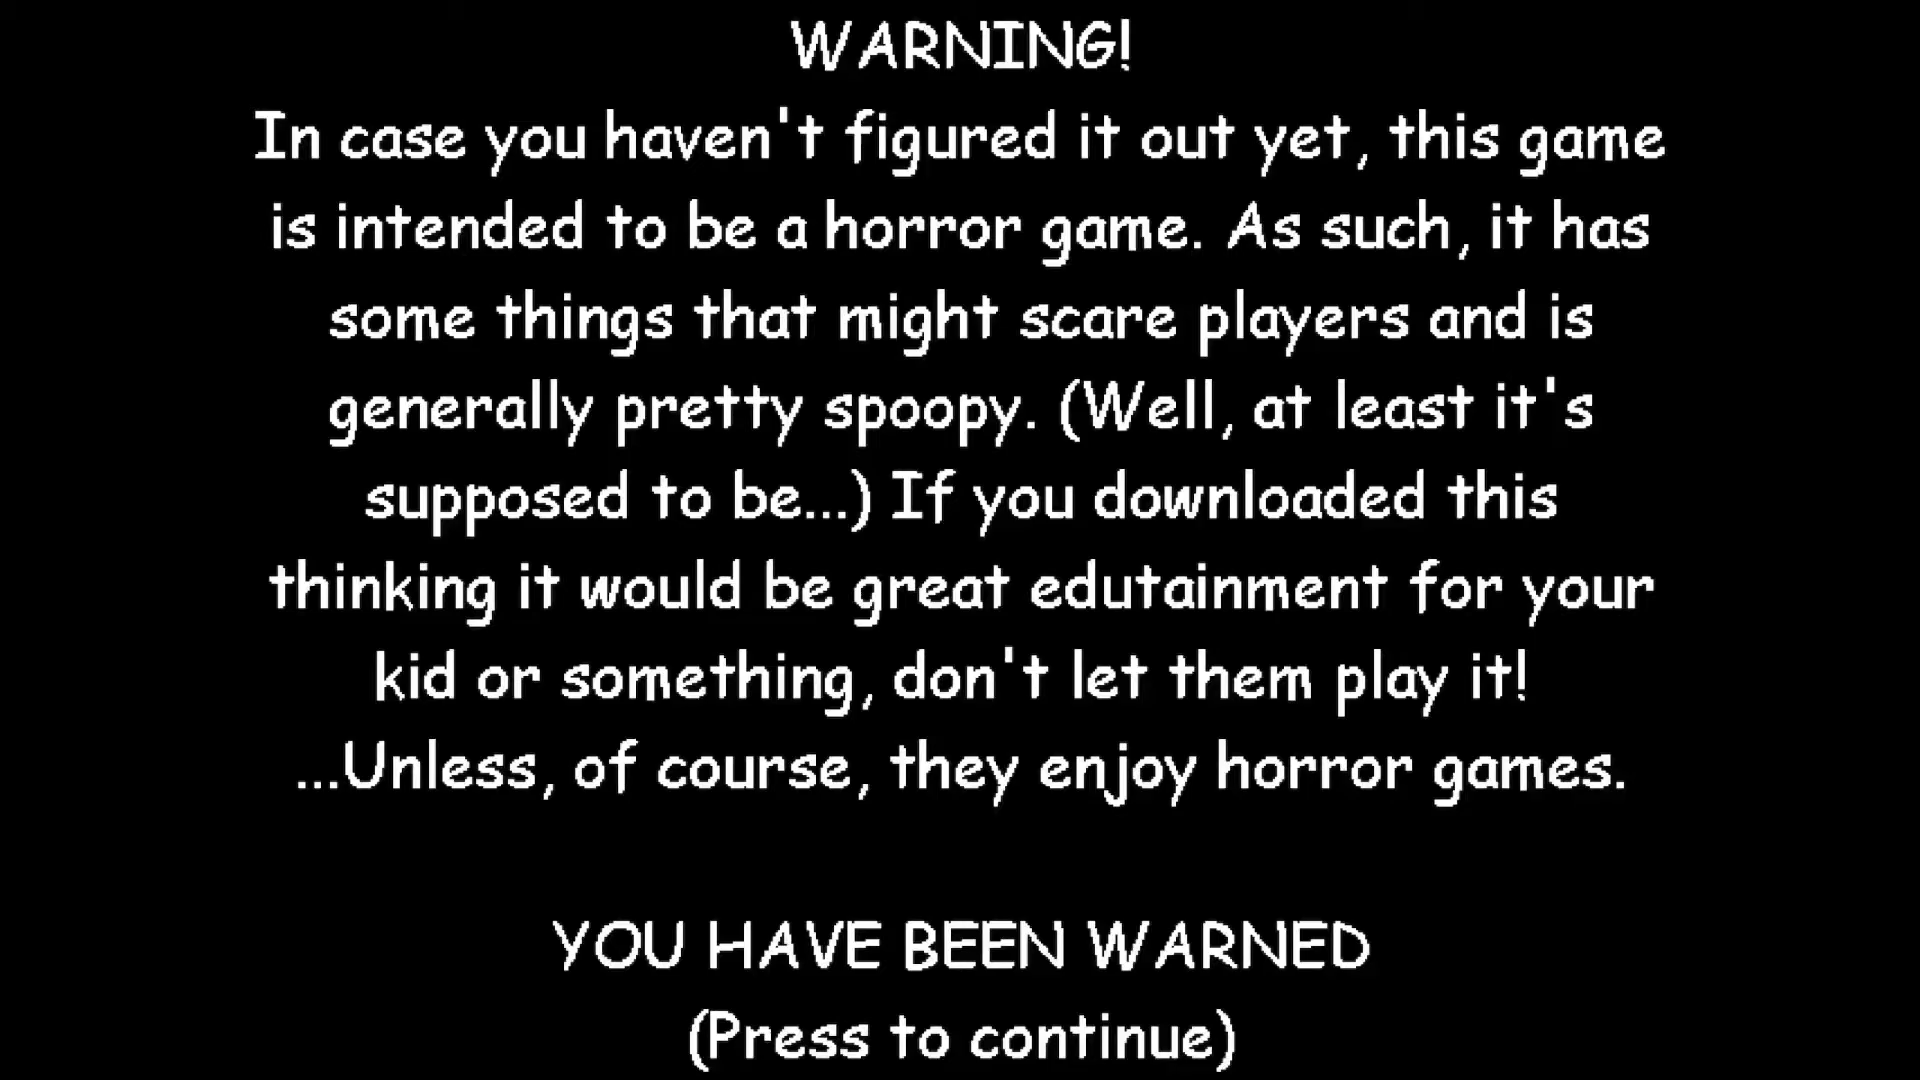 WARNING!
In case you haven't figured it out yet, this game
is intended to be a horror game. As such, it has
some things that might scare players and is
generally pretty spoopy. (Well, at least it's
supposed to be...) If you downloaded this
thinking it would be great edutainment for your
kid or something, don't let them play it!
...Unless, of course, they enjoy horror games.
YOU HAVE BEEN WARNED
(Press to continue)